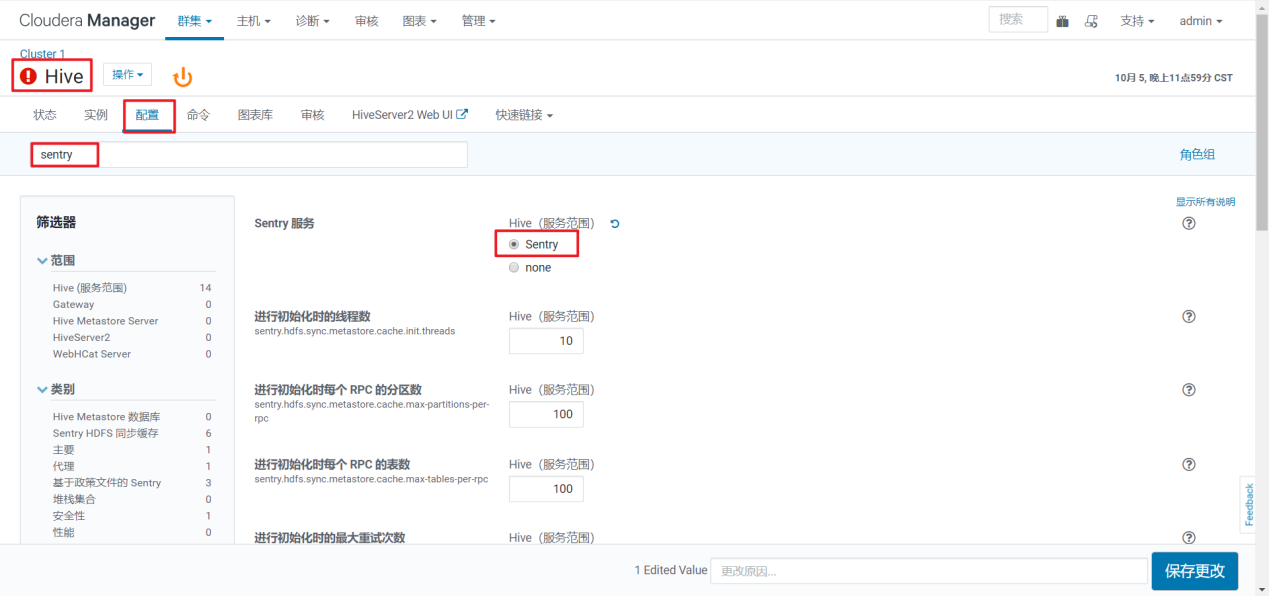 Cloudera Manager 群集 主机 诊断 审核 图表 管理 搜索 支持 admin
Cluster 1
Hive 操作
10月 5, 晚上11点59分 CST
状态 实例 配置 命令 图表库 审核 HiveServer2 Web UI 快速链接
sentry 角色组
显示所有说明
筛选器
范围
Hive (服务范围) 14
Gateway 0
Hive Metastore Server 0
HiveServer2 0
WebHCat Server 0
类别
Hive Metastore 数据库 0
Sentry HDFS 同步缓存 6
主要 1
代理 1
基于政策文件的 Sentry 3
堆栈集合 0
安全性 1
性能 0
Sentry 服务 Hive（服务范围）
Sentry
none
进行初始化时的线程数 Hive（服务范围）
sentry.hdfs.sync.metastore.cache.init.threads
10
进行初始化时每个 RPC 的分区数 Hive（服务范围）
sentry.hdfs.sync.metastore.cache.max-partitions-per-
rpc
100
进行初始化时每个 RPC 的表数 Hive（服务范围）
sentry.hdfs.sync.metastore.cache.max-tables-per-rpc
100
进行初始化时的最大重试次数 Hive（服务范围）
Feedback
1 Edited Value 更改原因... 保存更改